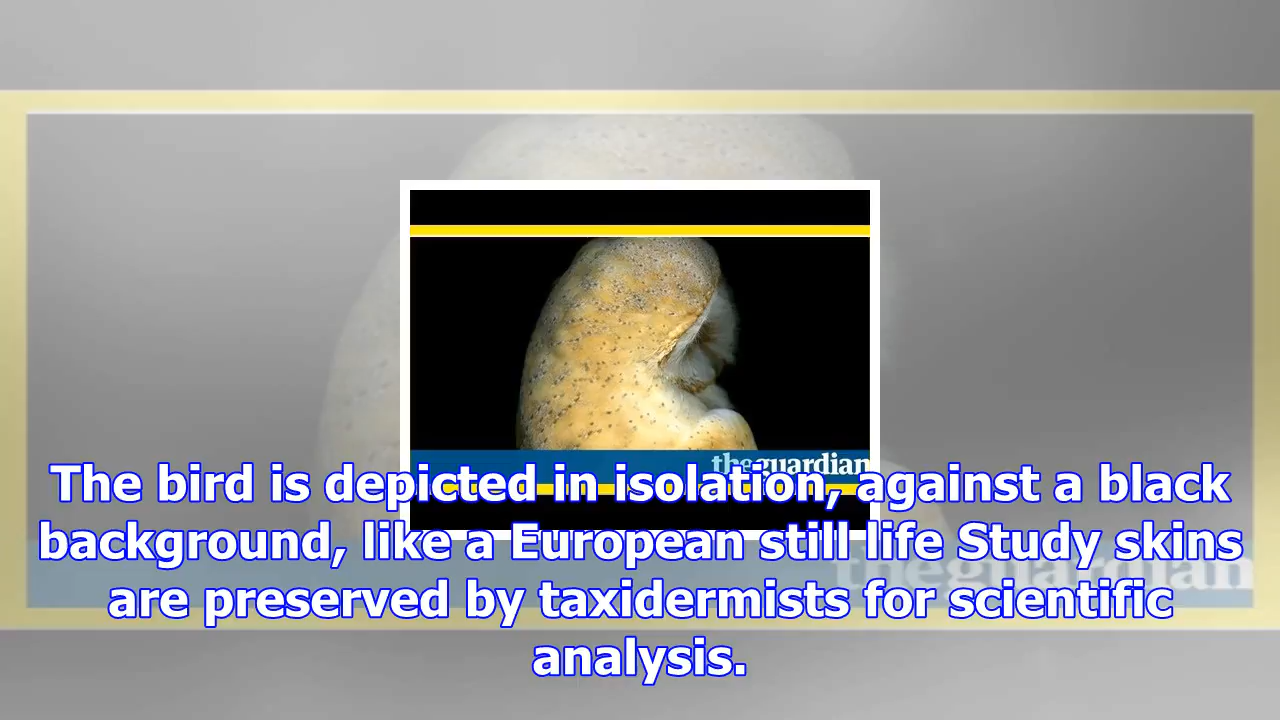 theguardian
The bird is depicted in isolation, against a black
background, like a European still life Study skins
theguardian
are preserved by taxidermists for scientific
analysis.